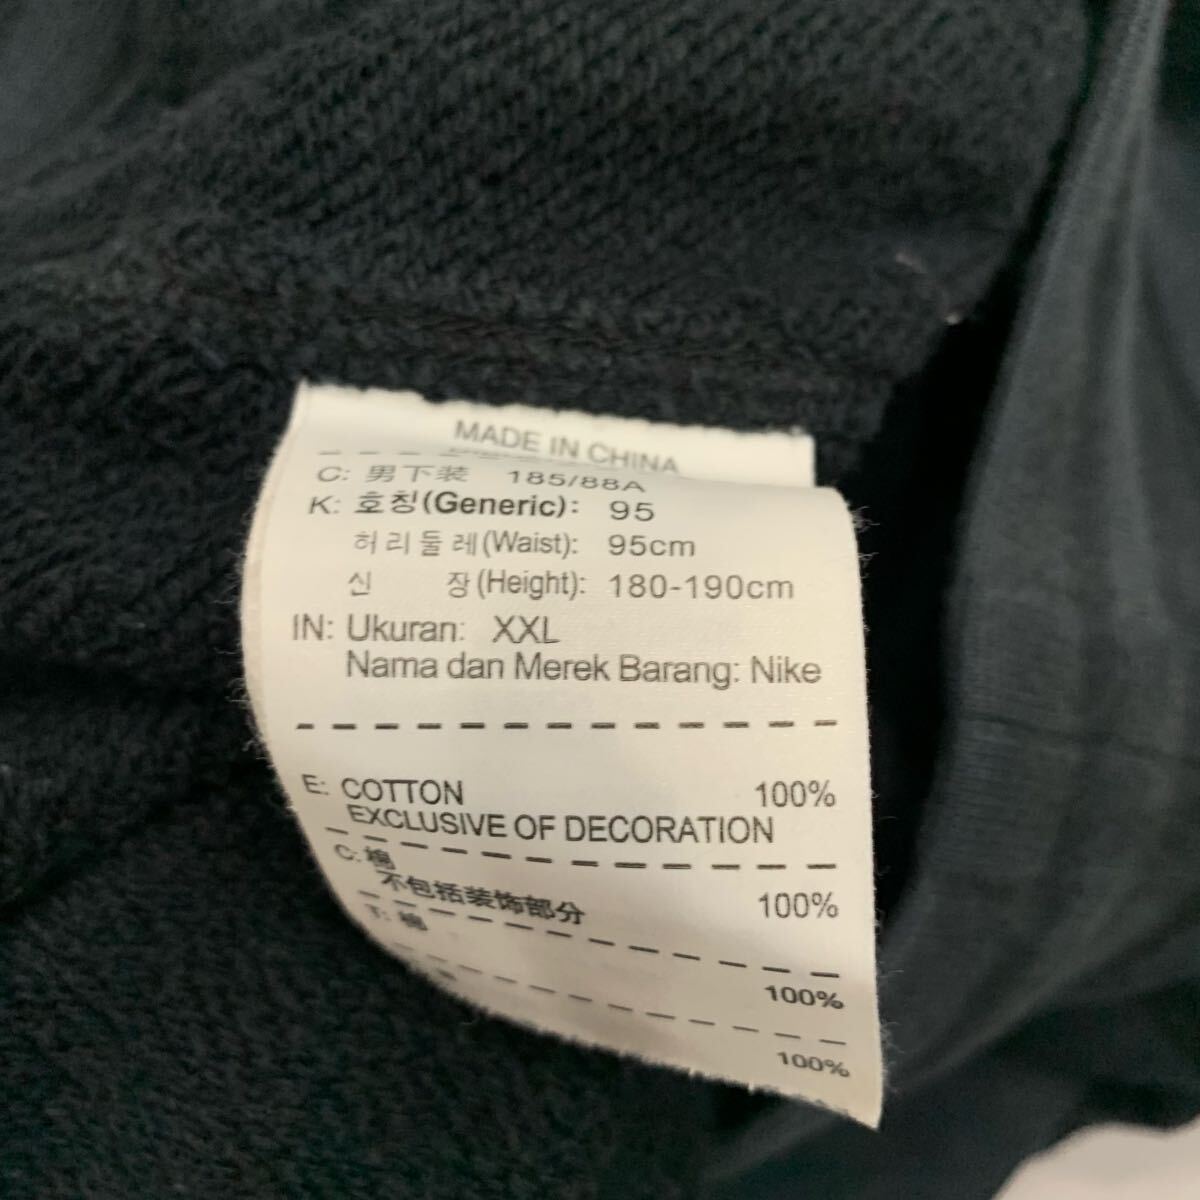 MADE IN CHINA
C: 男下装 185/88A
K: 호칭(Generic): 95
허리둘레(Waist): 95cm
신 장(Height): 180-190cm
IN: Ukuran: XXL
Nama dan Merek Barang: Nike
E: COTTON 100%
EXCLUSIVE OF DECORATION
C: 棉 100%
不包括装饰部分
T: 棉 100%
100%